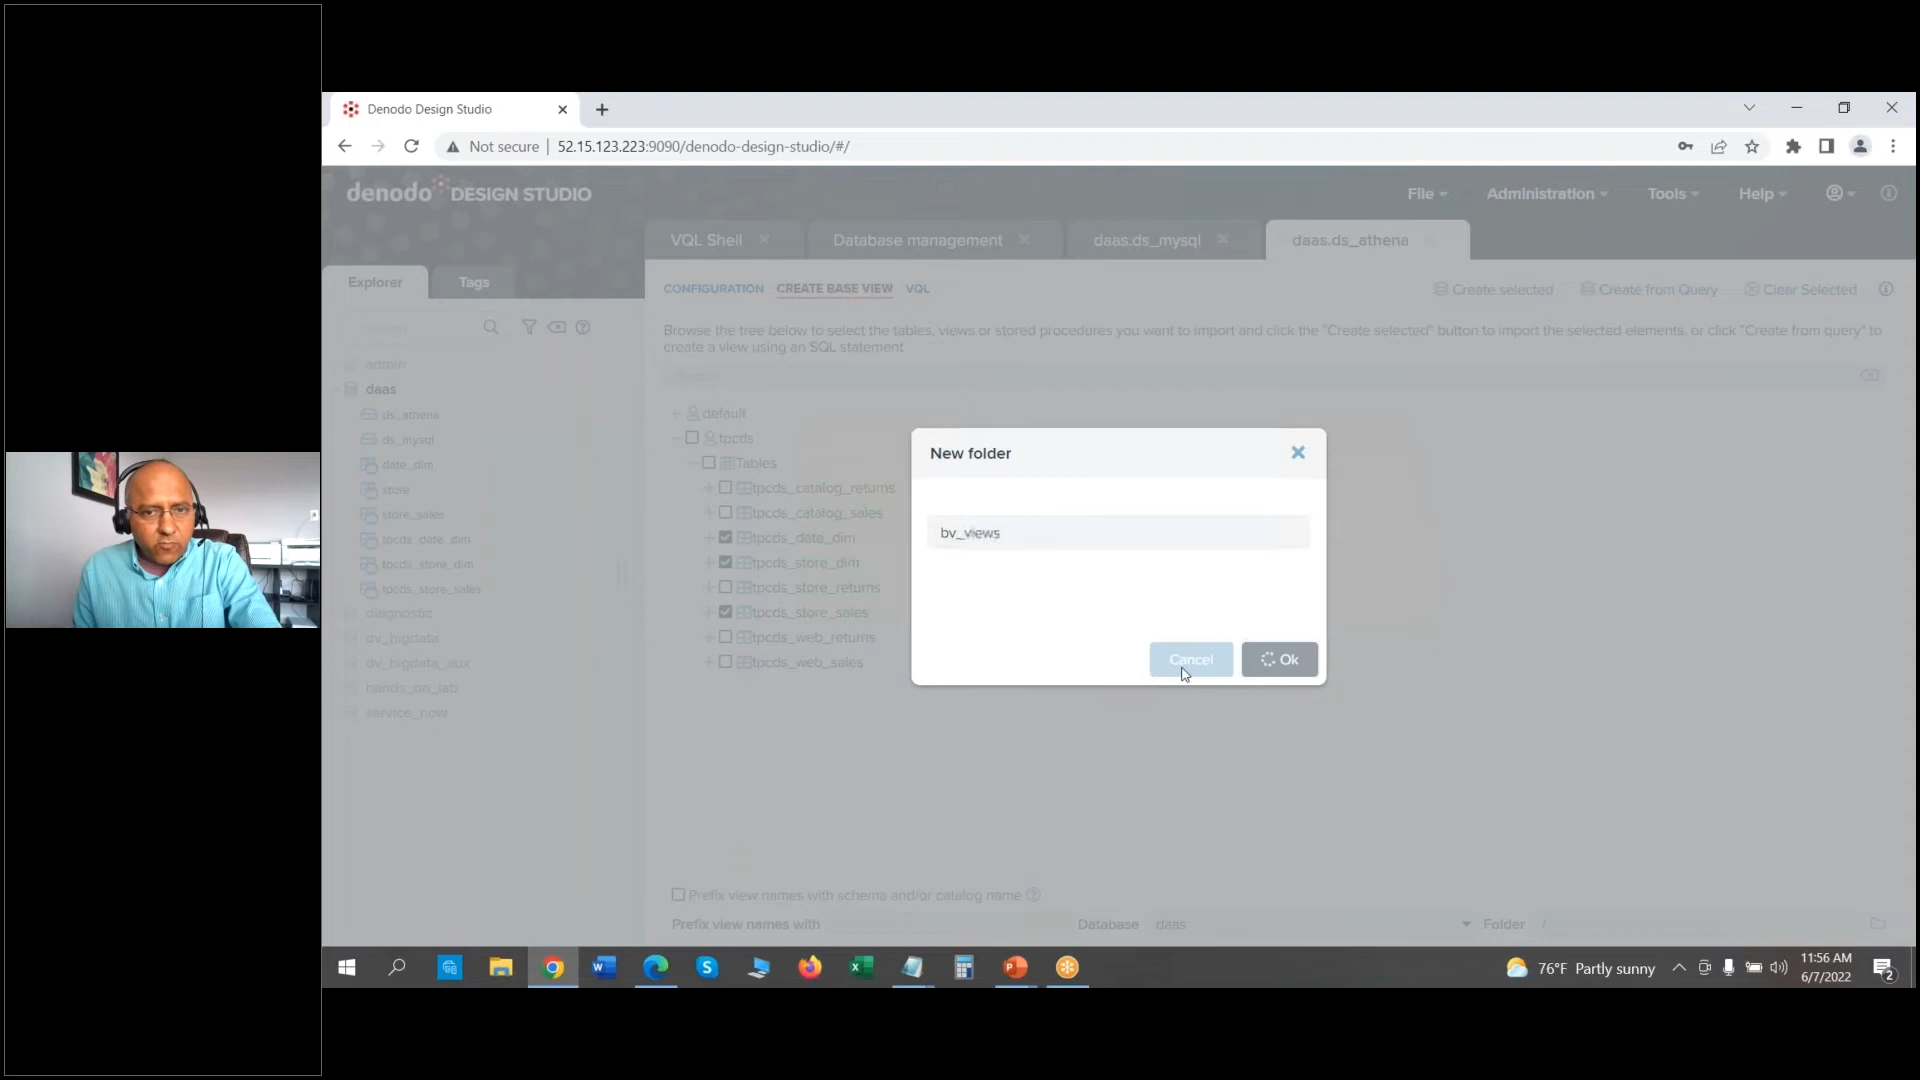 Denodo Design Studio
Not secure | 52.15.123.223:9090/denodo-design-studio/#/
denodo DESIGN STUDIO
File
Administration
Tools
Help
VQL Shell
Database management
daas.ds_mysql
daas.ds_athena
Explorer
Tags
CONFIGURATION
CREATE BASE VIEW
VQL
Create selected
Create from Query
Clear Selected
Browse the tree below to select the tables, views or stored procedures you want to import and click the "Create selected" button to import the selected elements, or click "Create from query" to
create a view using an SQL statement
admin
daas
ds_athena
ds_mysql
date_dim
store
store_sales
tpcds_date_dim
tpcds_store_dim
tpcds_store_sales
diagnostic
dv_bigdata
dv_bigdata_aux
hands_on_lab
service_now
default
tpcds
Tables
tpcds_catalog_returns
tpcds_catalog_sales
tpcds_date_dim
tpcds_store_dim
tpcds_store_returns
tpcds_store_sales
tpcds_web_returns
tpcds_web_sales
New folder
bv_views
Cancel
Ok
Prefix view names with schema and/or catalog name
Prefix view names with
Database daas
Folder /
76°F Partly sunny
11:56 AM
6/7/2022
2